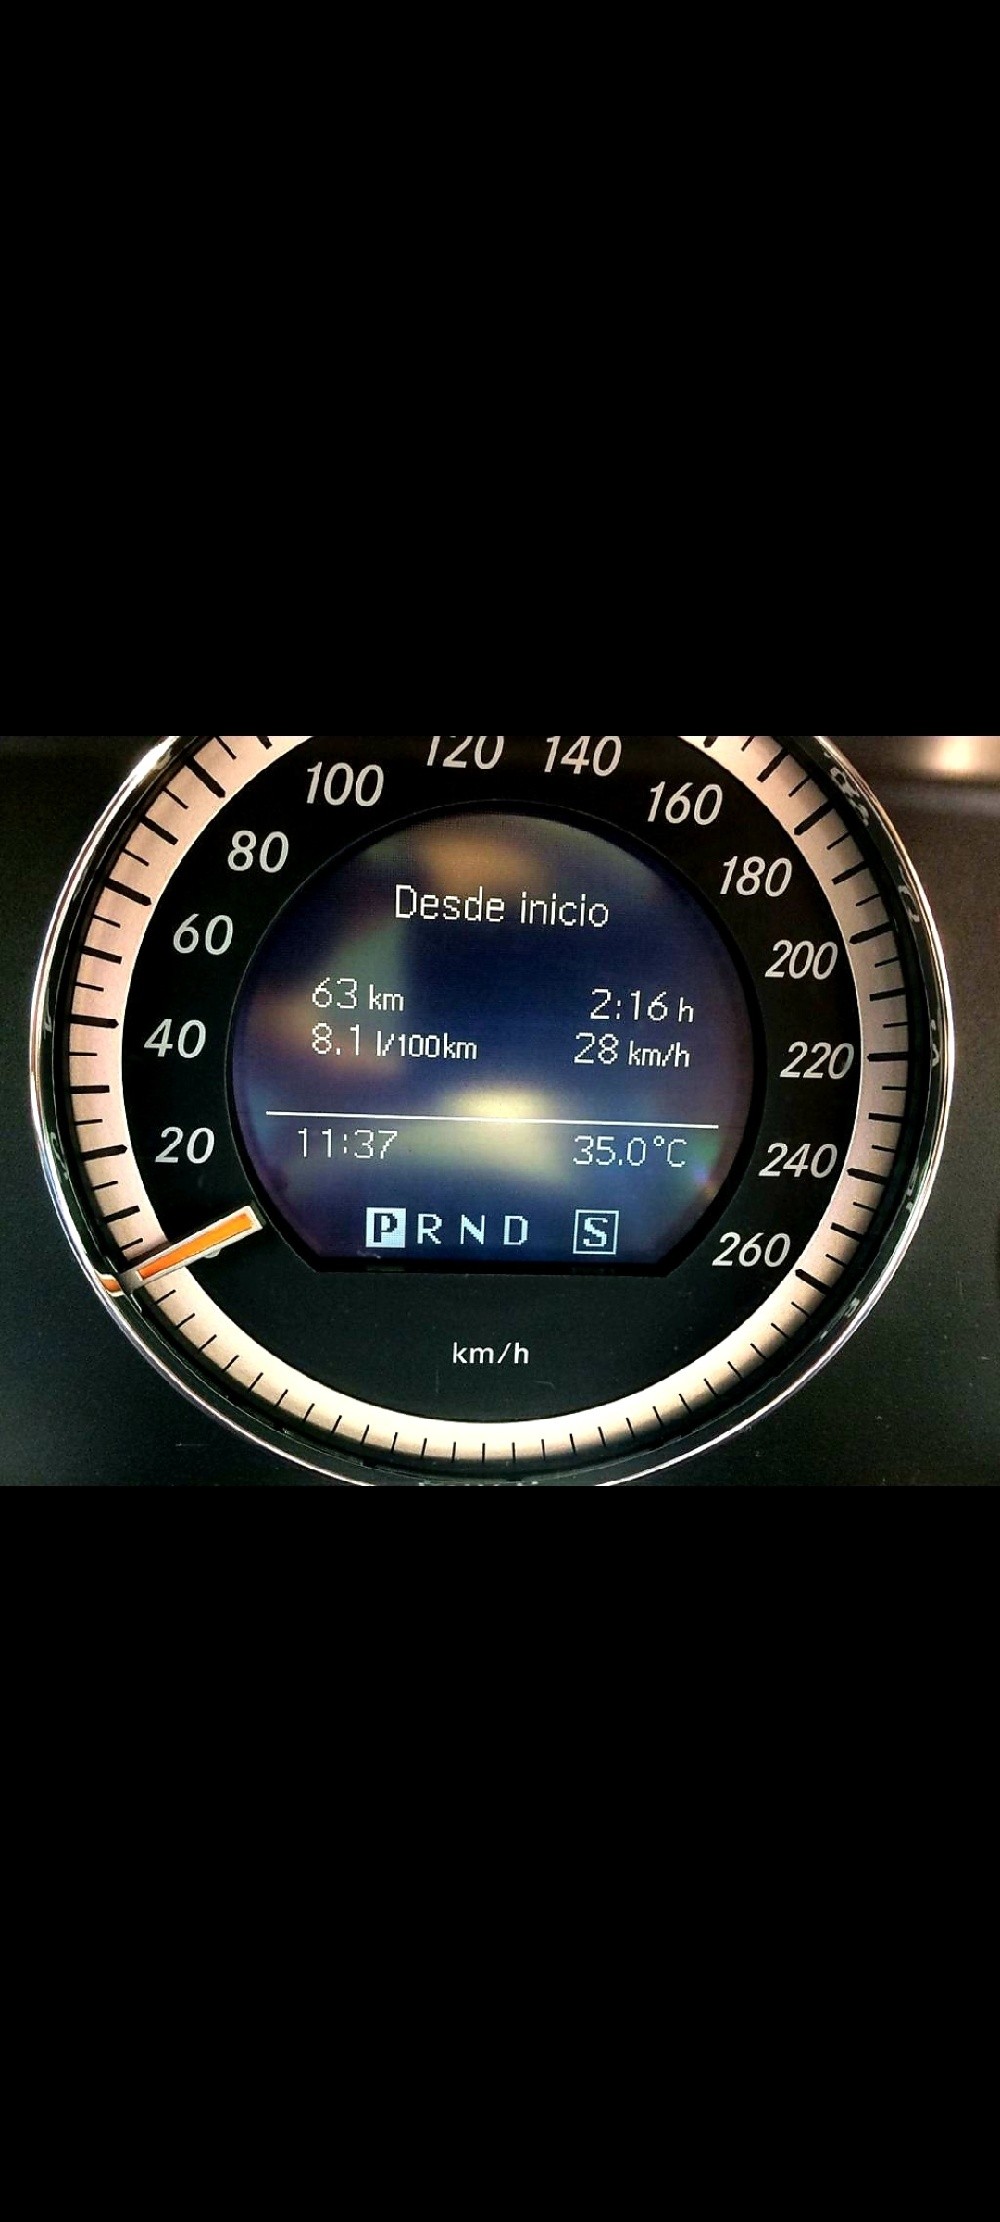 120 140
100 160
80 180
Desde inicio
60 200
63 km 2:16 h
40 8.1 l/100km 28 km/h 220
20 11:37 35.0°C 240
P R N D S
260
km/h